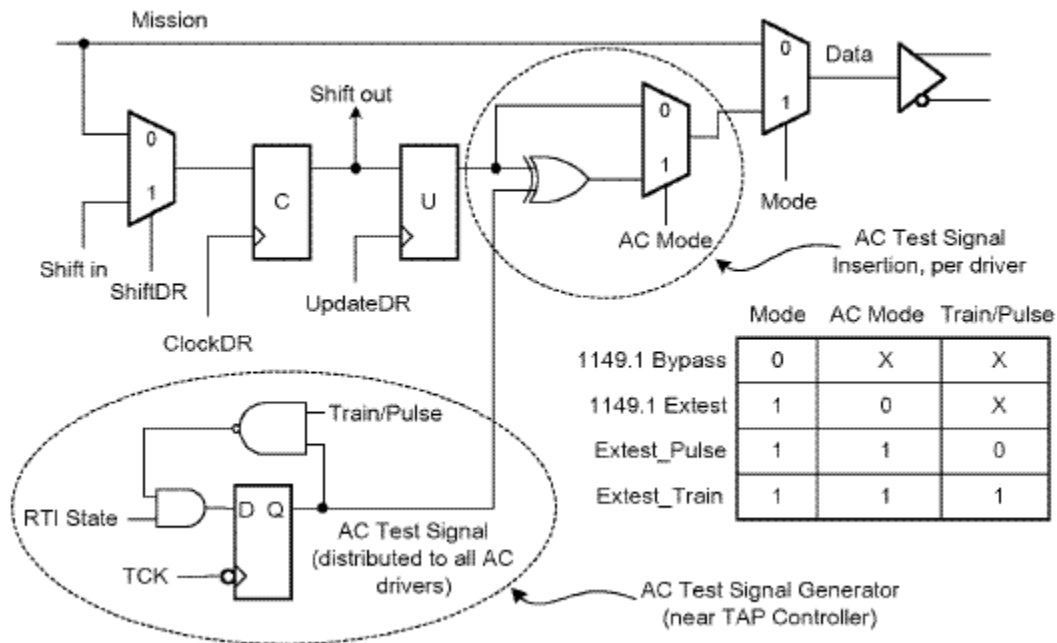 Mission
0
Data
Shift out
0
1
0
1
1
C
U
Mode
AC Mode
AC Test Signal
Insertion, per driver
Shift in
ShiftDR
UpdateDR
ClockDR
Mode AC Mode Train/Pulse
1149.1 Bypass 0 X X
1149.1 Extest 1 0 X
Extest_Pulse 1 1 0
Extest_Train 1 1 1
Train/Pulse
RTI State
D Q
TCK
AC Test Signal
(distributed to all AC
drivers)
AC Test Signal Generator
(near TAP Controller)